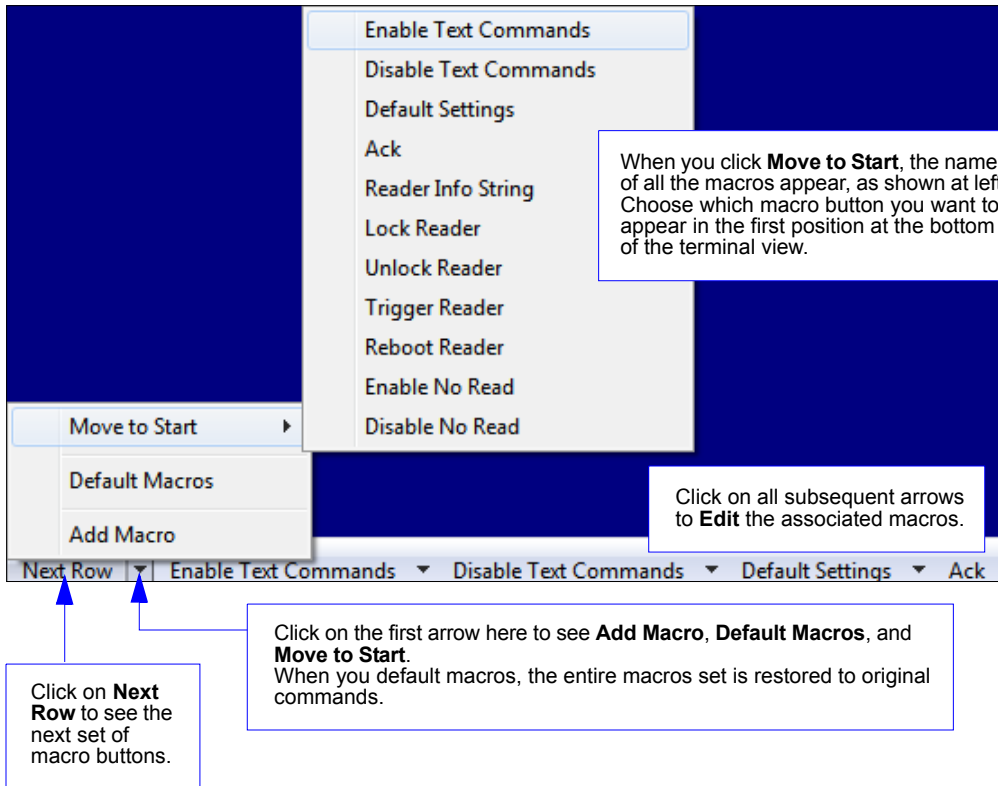 Enable Text Commands
Disable Text Commands
Default Settings
Ack
Reader Info String
Lock Reader
Unlock Reader
Trigger Reader
Reboot Reader
Enable No Read
Disable No Read
When you click Move to Start, the name
of all the macros appear, as shown at left
Choose which macro button you want to
appear in the first position at the bottom
of the terminal view.
Move to Start
Default Macros
Add Macro
Click on all subsequent arrows
to Edit the associated macros.
Next Row Enable Text Commands Disable Text Commands Default Settings Ack
Click on the first arrow here to see Add Macro, Default Macros, and
Move to Start.
When you default macros, the entire macros set is restored to original
commands.
Click on Next
Row to see the
next set of
macro buttons.